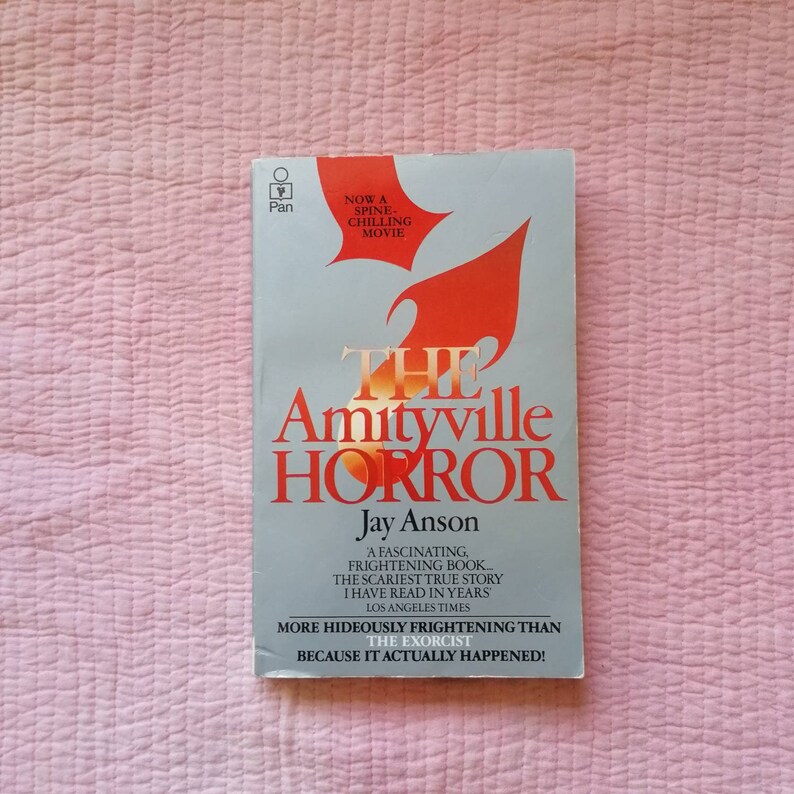 Pan
NOW A
SPINE-
CHILLING
MOVIE
THE
Amityville
HORROR
Jay Anson
'A FASCINATING,
FRIGHTENING BOOK...
THE SCARIEST TRUE STORY
I HAVE READ IN YEARS'
LOS ANGELES TIMES
MORE HIDEOUSLY FRIGHTENING THAN
THE EXORCIST
BECAUSE IT ACTUALLY HAPPENED!